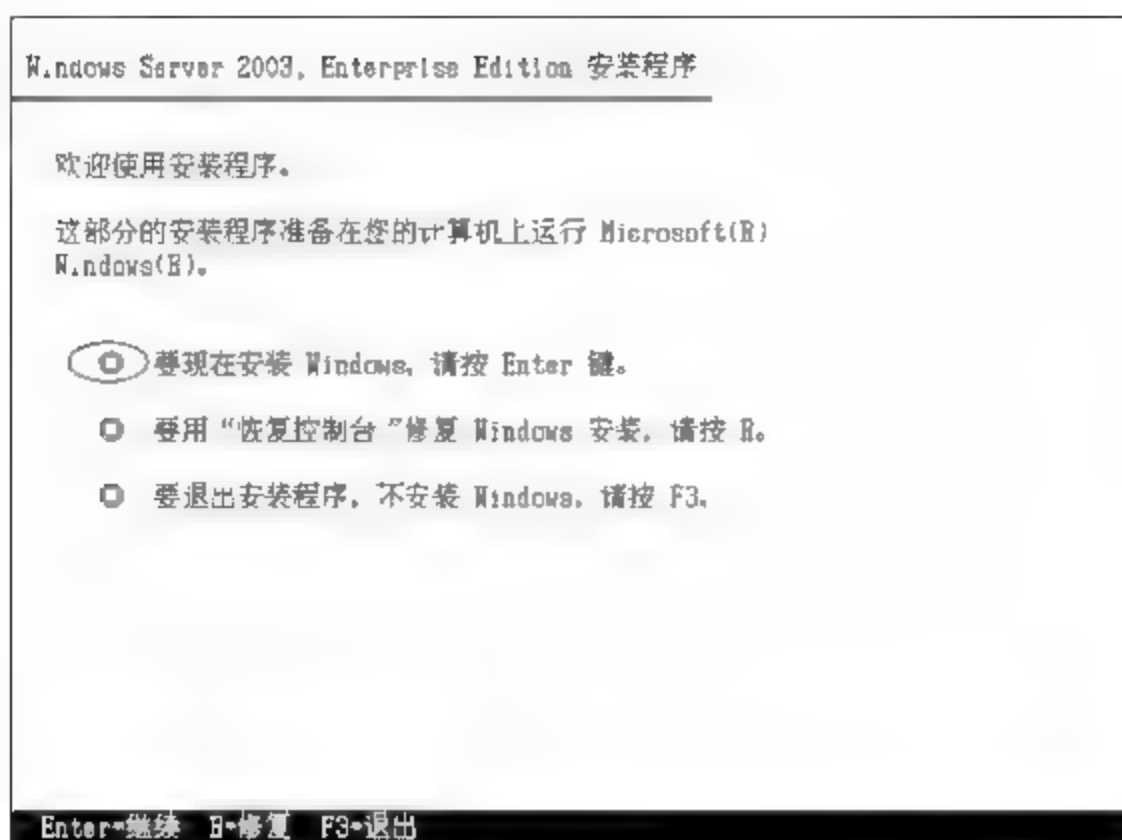 Windows Server 2003, Enterprise Edition 安装程序
欢迎使用安装程序。
这部分的安装程序准备在您的计算机上运行 Microsoft(R)
Windows(R)。
要现在安装 Windows, 请按 Enter 键。
要用“恢复控制台”修复 Windows 安装, 请按 R。
要退出安装程序, 不安装 Windows, 请按 F3。
Enter=继续 R=修复 F3=退出